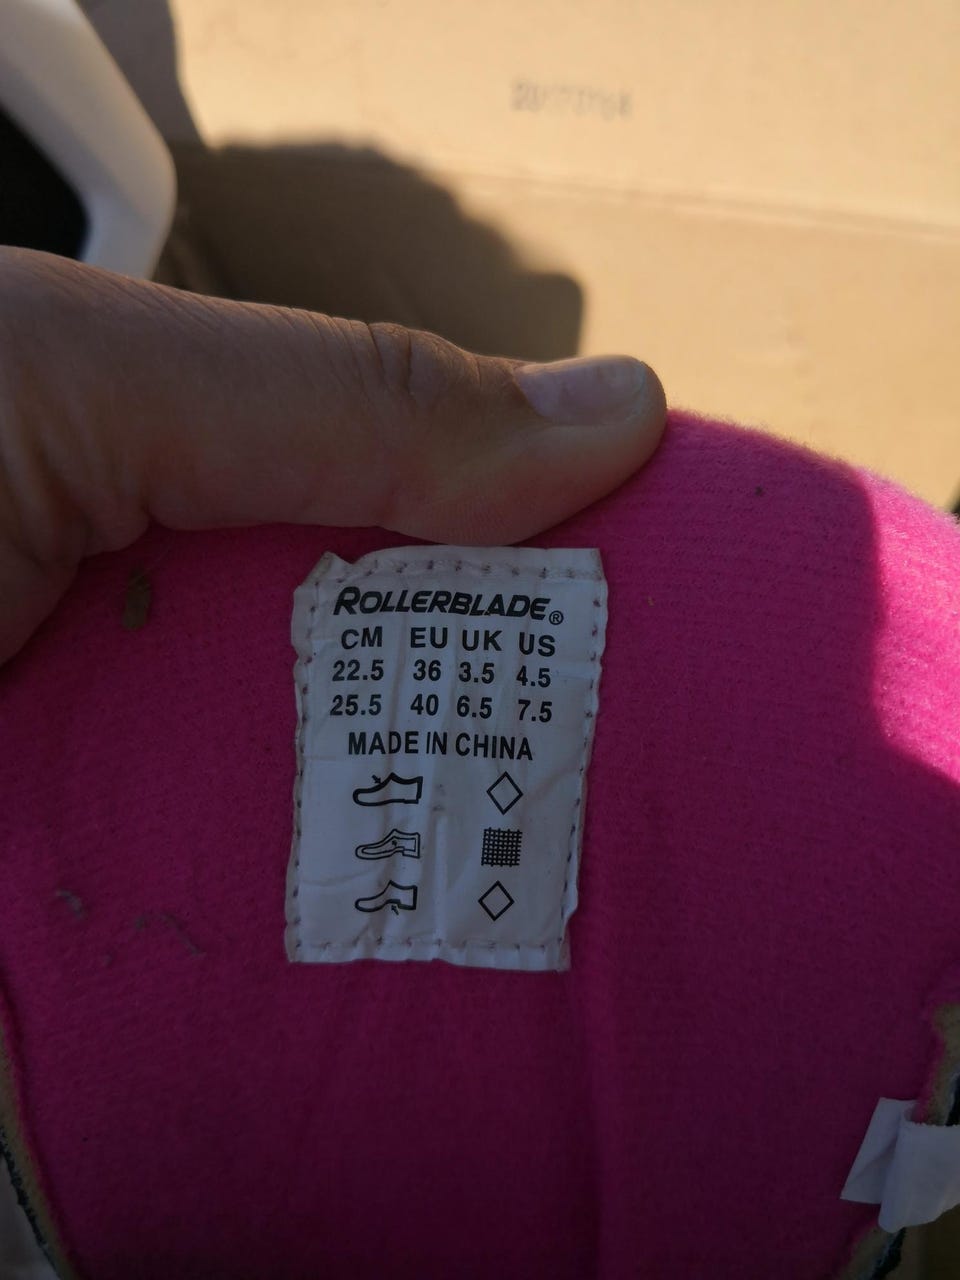 ROLLERBLADE®
CM EU UK US
22.5 36 3.5 4.5
25.5 40 6.5 7.5
MADE IN CHINA